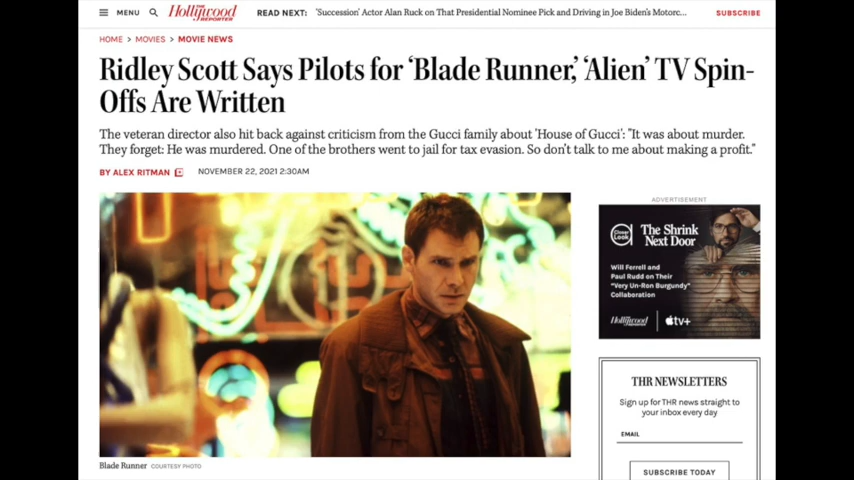 MENU
The Hollywood REPORTER
READ NEXT: 'Succession' Actor Alan Ruck on That Presidential Nominee Pick and Driving in Joe Biden's Motorc...
SUBSCRIBE
HOME > MOVIES > MOVIE NEWS
Ridley Scott Says Pilots for 'Blade Runner,' 'Alien' TV Spin-
Offs Are Written
The veteran director also hit back against criticism from the Gucci family about 'House of Gucci': "It was about murder.
They forget: He was murdered. One of the brothers went to jail for tax evasion. So don't talk to me about making a profit."
BY ALEX RITMAN
NOVEMBER 22, 2021 2:30AM
Blade Runner COURTESY PHOTO
ADVERTISEMENT
Closer Look
The Shrink
Next Door
Will Ferrell and
Paul Rudd on Their
"Very Un-Ron Burgundy"
Collaboration
The Hollywood REPORTER
tv+
THR NEWSLETTERS
Sign up for THR news straight to
your inbox every day
EMAIL
SUBSCRIBE TODAY